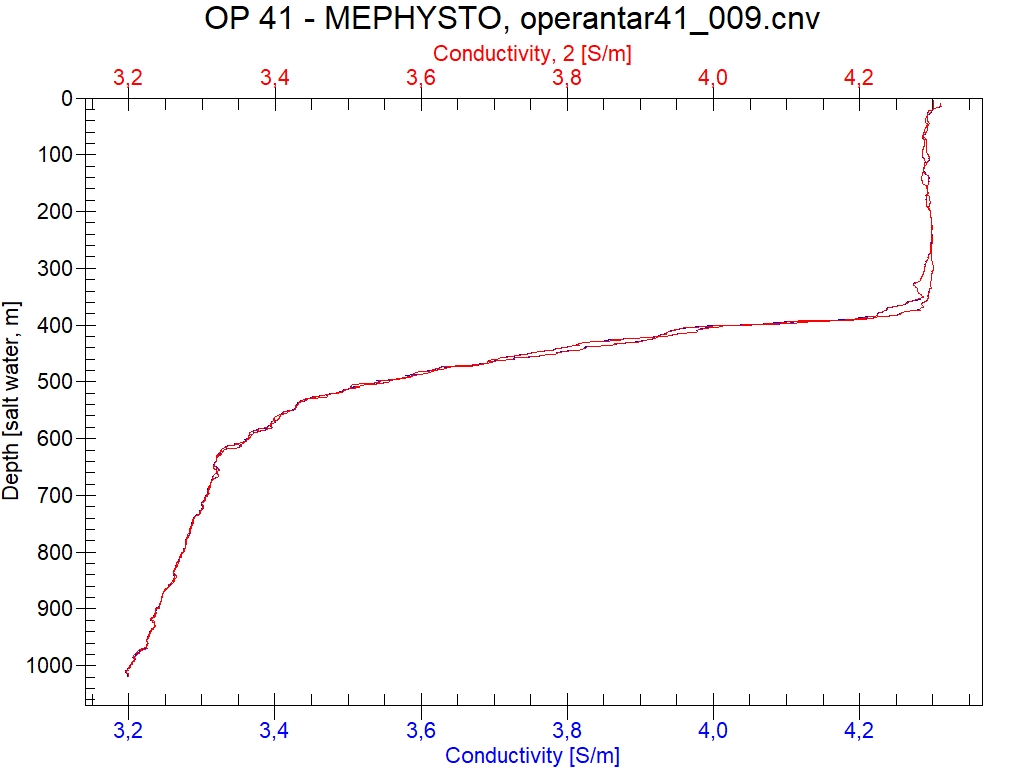 OP 41 - MEPHYSTO, operantar41_009.cnv
Conductivity, 2 [S/m]
3,2 3,4 3,6 3,8 4,0 4,2
0
100
200
300
400
500
600
700
800
900
1000
Depth [salt water, m]
3,2 3,4 3,6 3,8 4,0 4,2
Conductivity [S/m]